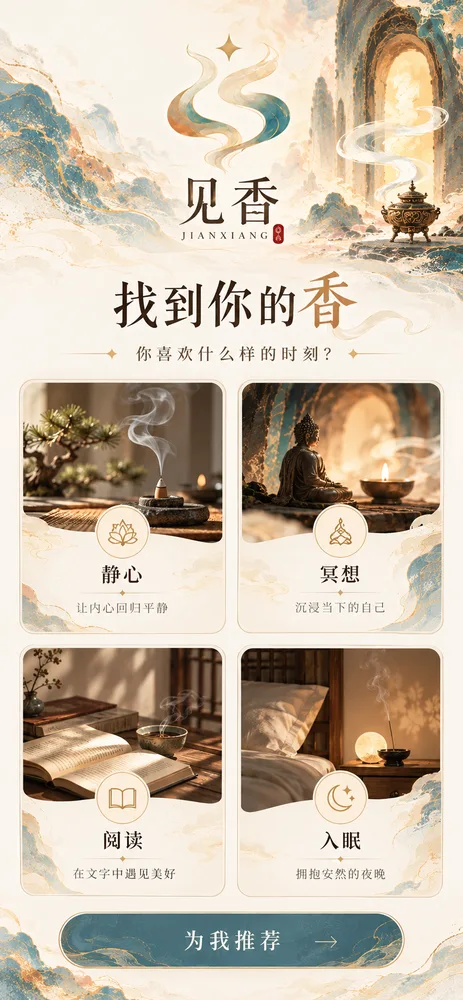 见香
JIANXIANG
找到你的香
你喜欢什么样的时刻？
静心
让内心回归平静
冥想
沉浸当下的自己
阅读
在文字中遇见美好
入眠
拥抱安然的夜晚
为我推荐 →